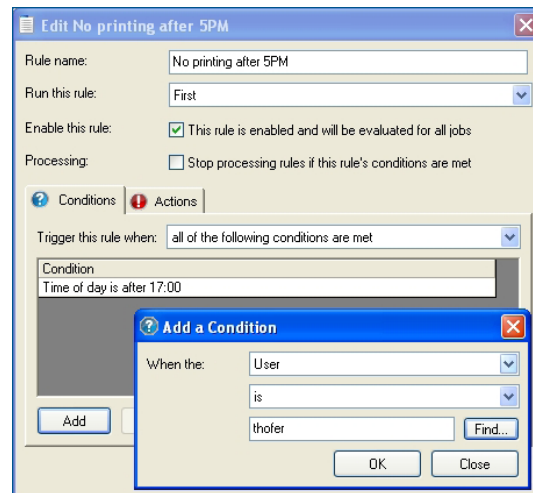 Edit No printing after 5PM
Rule name: No printing after 5PM
Run this rule: First
Enable this rule: This rule is enabled and will be evaluated for all jobs
Processing: Stop processing rules if this rule's conditions are met
Conditions Actions
Trigger this rule when: all of the following conditions are met
Condition
Time of day is after 17:00
Add a Condition
When the: User
is
Add thofer Find...
OK Close